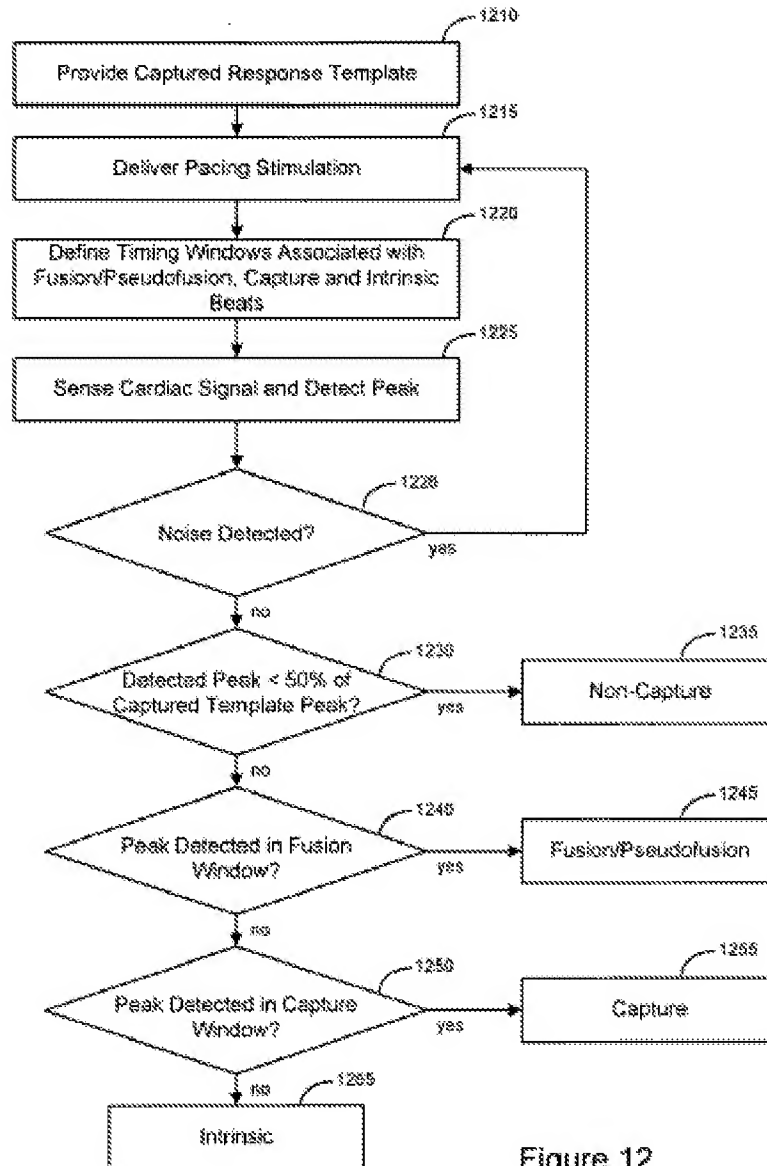 1210
Provide Captured Response Template
1215
Deliver Pacing Stimulation
1220
Define Timing Windows Associated with
Fusion/Pseudofusion, Capture and Intrinsic
Beats
1225
Sense Cardiac Signal and Detect Peak
1228
Noise Detected?
yes
no
1230
Detected Peak < 50% of
Captured Template Peak?
yes
1235
Non-Capture
no
1240
Peak Detected in Fusion
Window?
yes
1245
Fusion/Pseudofusion
no
1250
Peak Detected in Capture
Window?
yes
1255
Capture
no
1265
Intrinsic
Figure 12